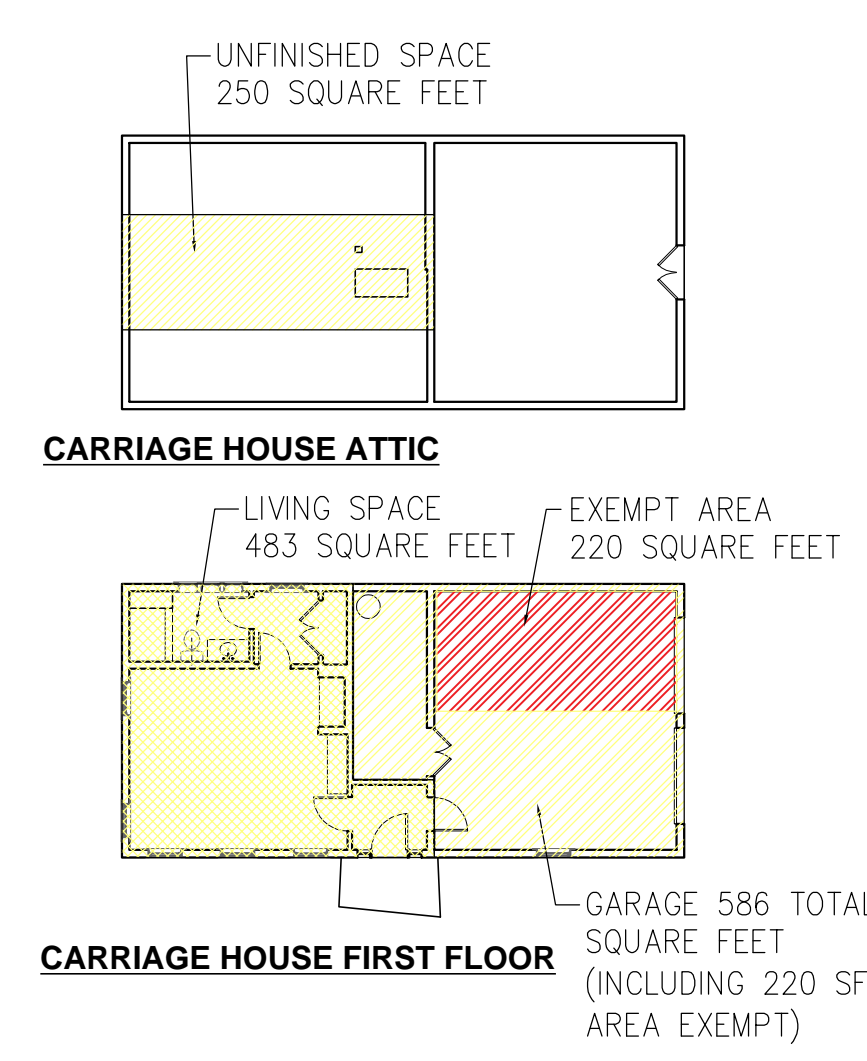 UNFINISHED SPACE
250 SQUARE FEET
CARRIAGE HOUSE ATTIC
LIVING SPACE
483 SQUARE FEET
EXEMPT AREA
220 SQUARE FEET
GARAGE 586 TOTAL
SQUARE FEET
(INCLUDING 220 SF
AREA EXEMPT)
CARRIAGE HOUSE FIRST FLOOR